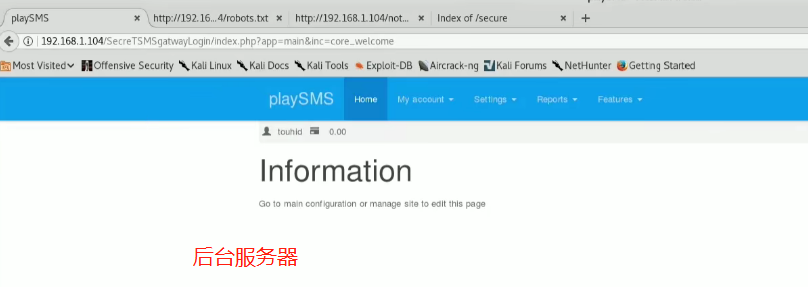 playSMS
http://192.16...4/robots.txt
http://192.168.1.104/not...
Index of /secure
192.168.1.104/SecreTSMSgatwayLogin/index.php?app=main&inc=core_welcome
Most Visited
Offensive Security
Kali Linux
Kali Docs
Kali Tools
Exploit-DB
Aircrack-ng
Kali Forums
NetHunter
Getting Started
playSMS
Home
My account
Settings
Reports
Features
touhid
0.00
Information
Go to main configuration or manage site to edit this page
后台服务器